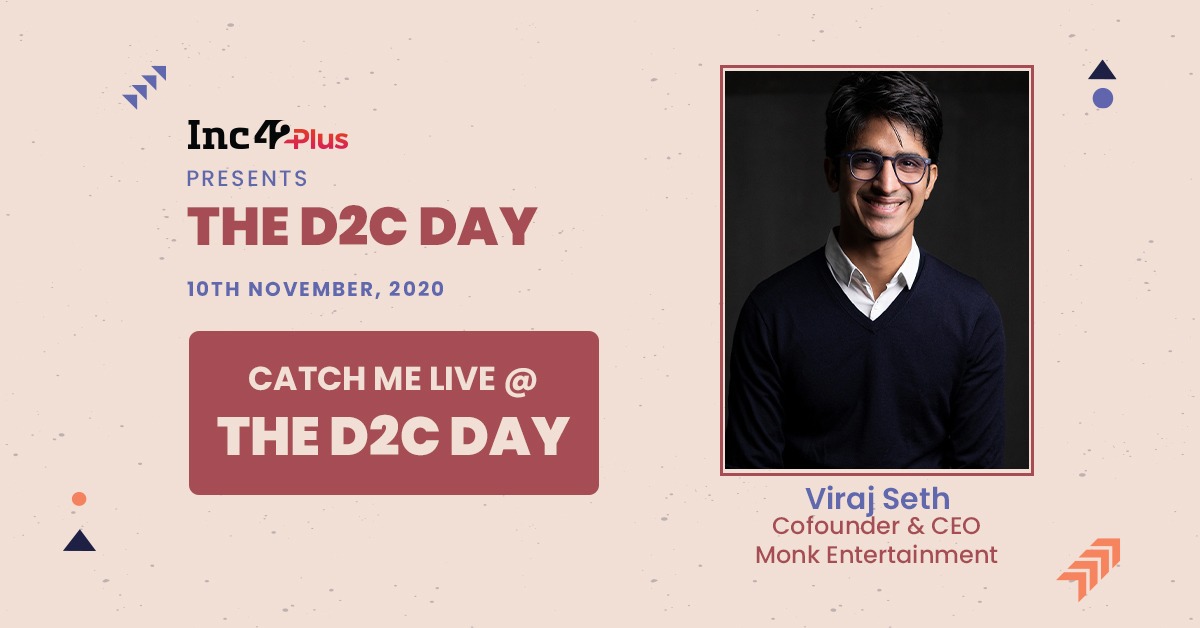 Inc42 Plus
PRESENTS
THE D2C DAY
10TH NOVEMBER, 2020
CATCH ME LIVE @
THE D2C DAY
Viraj Seth
Cofounder & CEO
Monk Entertainment